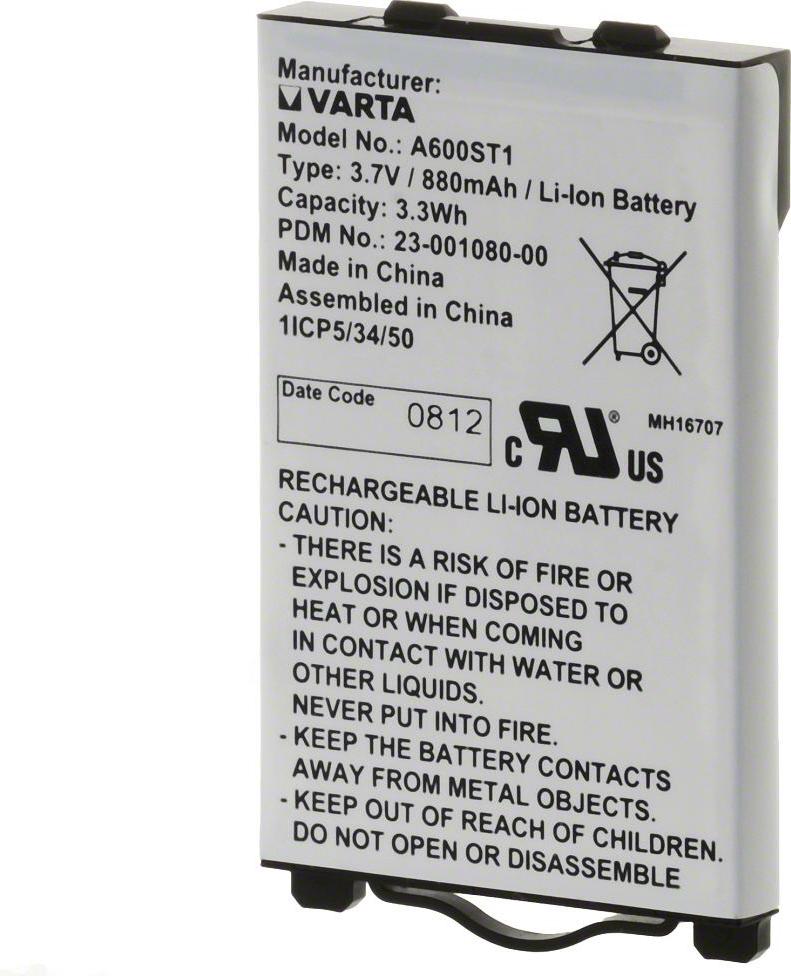 Manufacturer:
VARTA
Model No.: A600ST1
Type: 3.7V / 880mAh / Li-Ion Battery
Capacity: 3.3Wh
PDM No.: 23-001080-00
Made in China
Assembled in China
1ICP5/34/50
Date Code
0812
C RU® US
MH16707
RECHARGEABLE LI-ION BATTERY
CAUTION:
- THERE IS A RISK OF FIRE OR
EXPLOSION IF DISPOSED TO
HEAT OR WHEN COMING
IN CONTACT WITH WATER OR
OTHER LIQUIDS.
NEVER PUT INTO FIRE.
- KEEP THE BATTERY CONTACTS
AWAY FROM METAL OBJECTS.
- KEEP OUT OF REACH OF CHILDREN.
DO NOT OPEN OR DISASSEMBLE